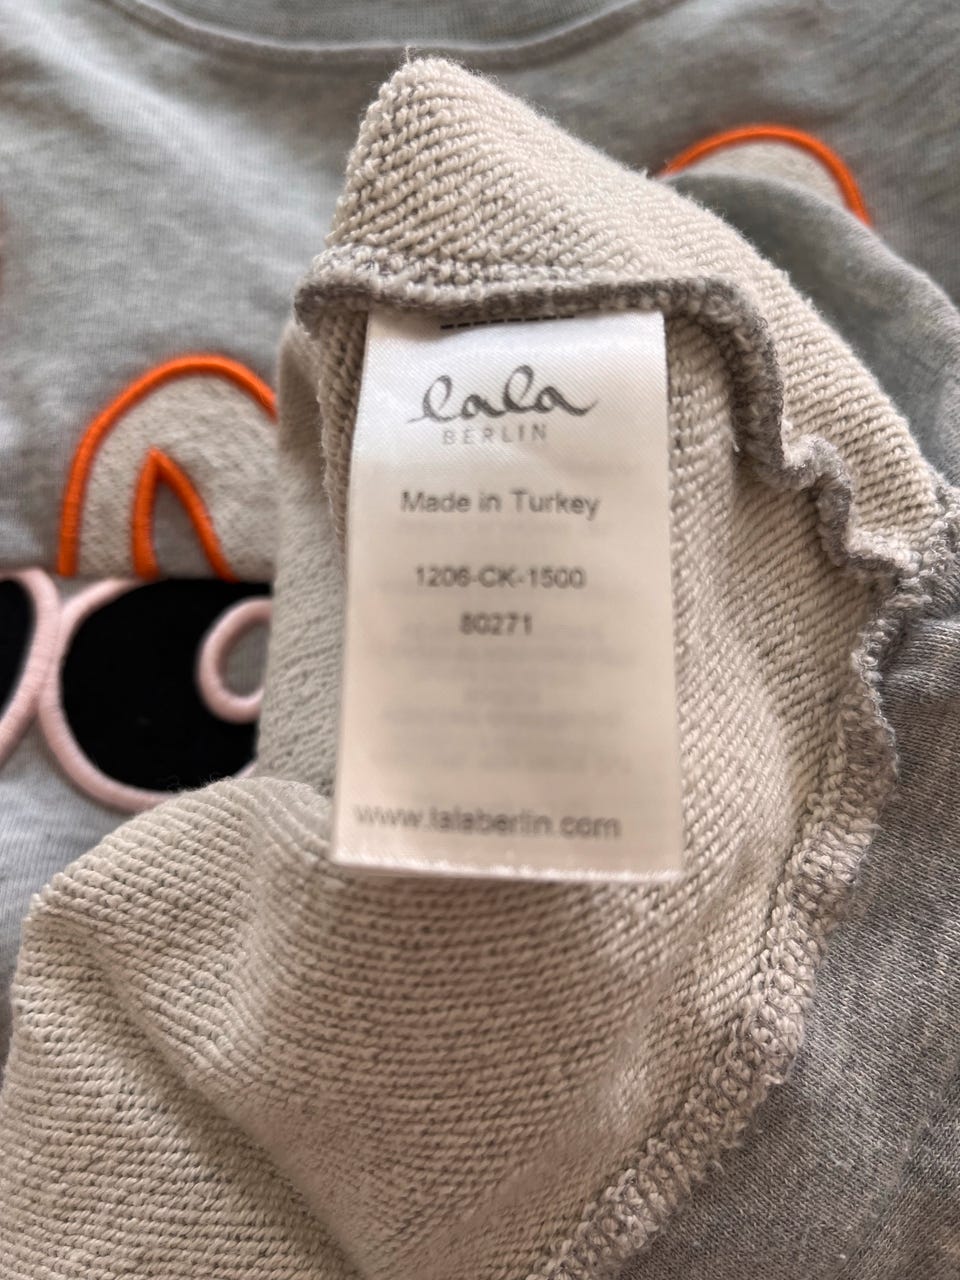 lala
BERLIN
Made in Turkey
1206-CK-1500
80271
www.lalaberlin.com